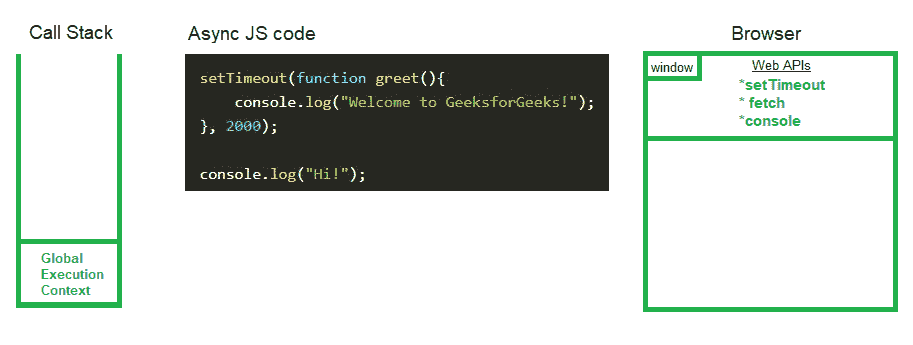 Call Stack
Async JS code
Browser
setTimeout(function greet(){
    console.log("Welcome to GeeksforGeeks!");
}, 2000);
console.log("Hi!");
window
Web APIs
*setTimeout
* fetch
*console
Global
Execution
Context